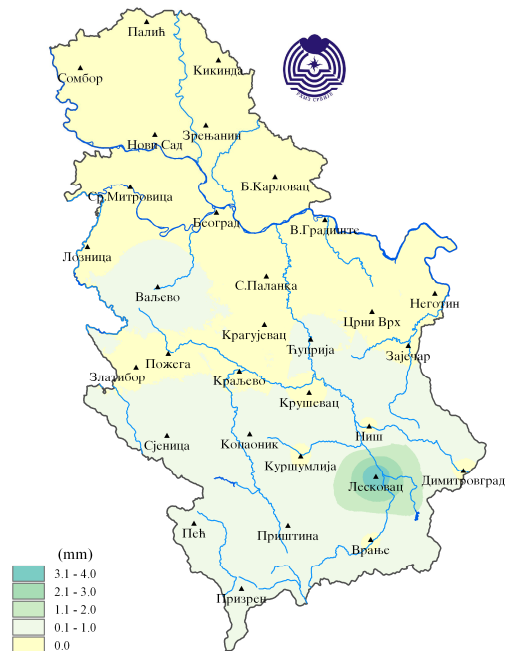 Палић
Сомбор
Кикинда
РХМЗ СРБИЈЕ
Зрењанин
Нови Сад
Б.Карловац
Ср.Митровица
Београд
В.Градиште
Лозница
С.Паланка
Ваљево
Неготин
Црни Врх
Крагујевац
Ћуприја
Зајечар
Пожега
Златибор
Краљево
Крушевац
Ниш
Сјеница
Копаоник
Куршумлија
Димитровград
Лесковац
Пећ
Приштина
Врање
Призрен
(mm)
3.1 - 4.0
2.1 - 3.0
1.1 - 2.0
0.1 - 1.0
0.0